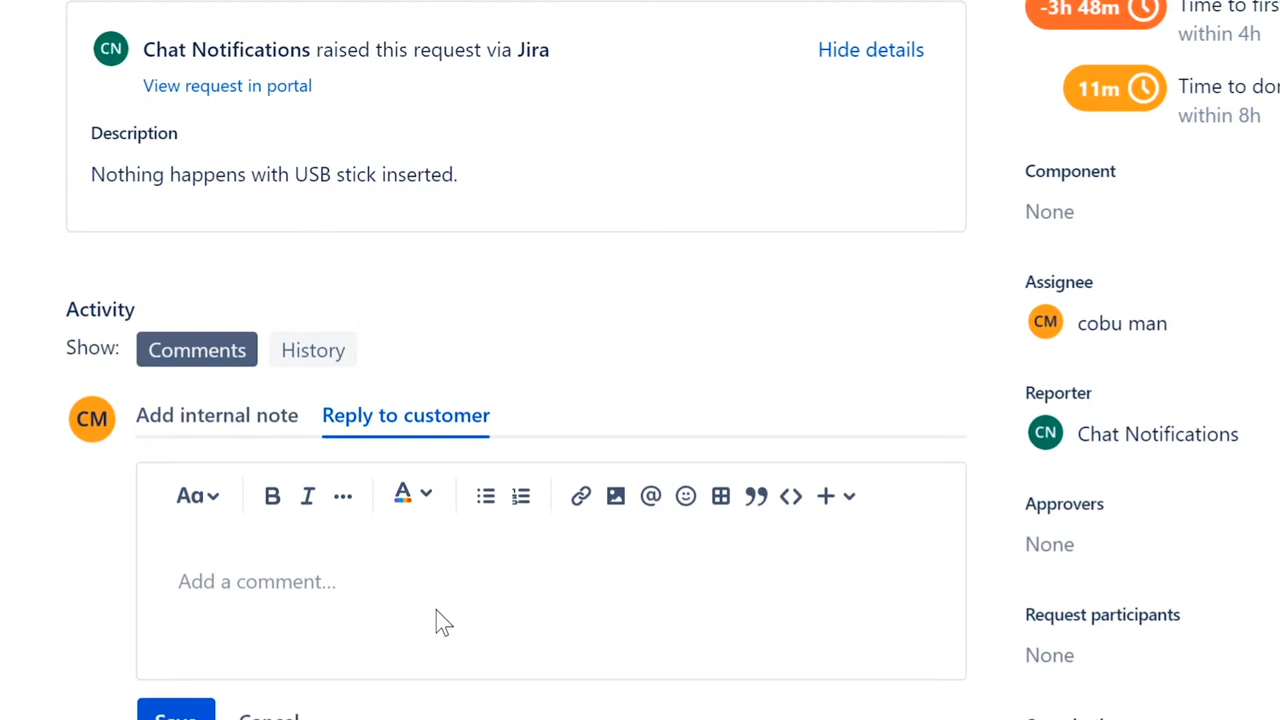 CN
Chat Notifications raised this request via Jira
Hide details
View request in portal
Description
Nothing happens with USB stick inserted.
Activity
Show:
Comments
History
CM
Add internal note
Reply to customer
Aa
B
I
A
Add a comment...
Save
Cancel
-3h 48m
Time to firs
within 4h
11m
Time to don
within 8h
Component
None
Assignee
CM
cobu man
Reporter
CN
Chat Notifications
Approvers
None
Request participants
None